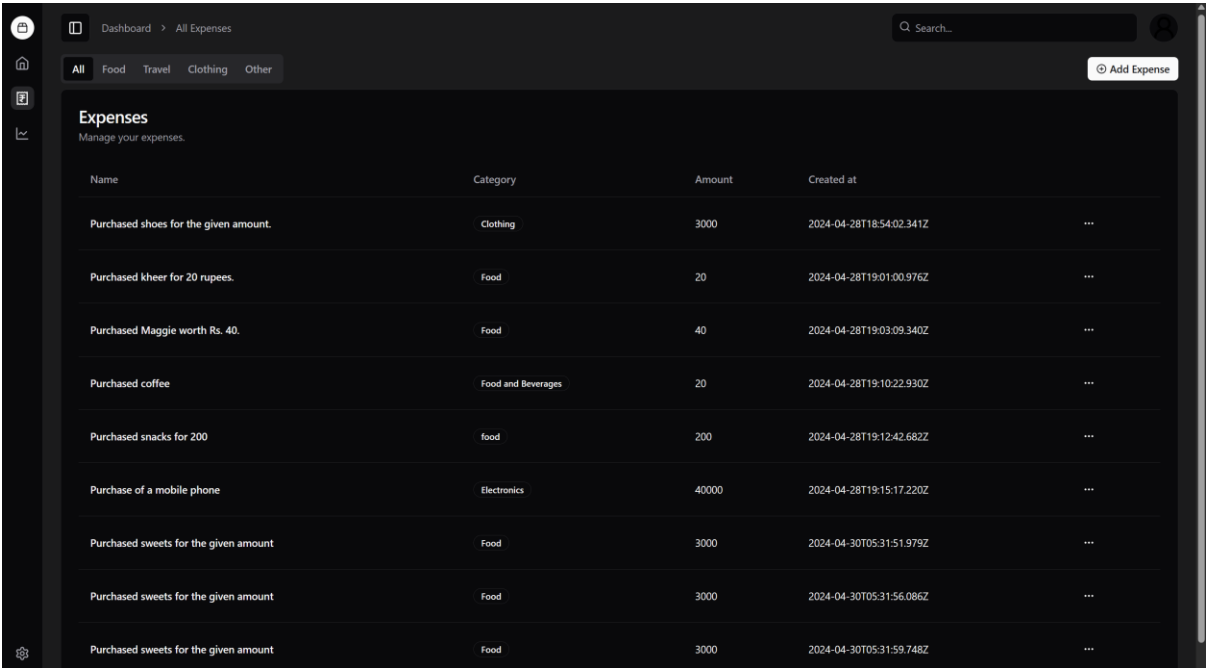 Dashboard > All Expenses
Search...
All Food Travel Clothing Other
Add Expense
Expenses
Manage your expenses.
Name Category Amount Created at
Purchased shoes for the given amount. Clothing 3000 2024-04-28T18:54:02.341Z ...
Purchased kheer for 20 rupees. Food 20 2024-04-28T19:01:00.976Z ...
Purchased Maggie worth Rs. 40. Food 40 2024-04-28T19:03:09.340Z ...
Purchased coffee Food and Beverages 20 2024-04-28T19:10:22.930Z ...
Purchased snacks for 200 food 200 2024-04-28T19:12:42.682Z ...
Purchase of a mobile phone Electronics 40000 2024-04-28T19:15:17.220Z ...
Purchased sweets for the given amount Food 3000 2024-04-30T05:31:51.979Z ...
Purchased sweets for the given amount Food 3000 2024-04-30T05:31:56.086Z ...
Purchased sweets for the given amount Food 3000 2024-04-30T05:31:59.748Z ...